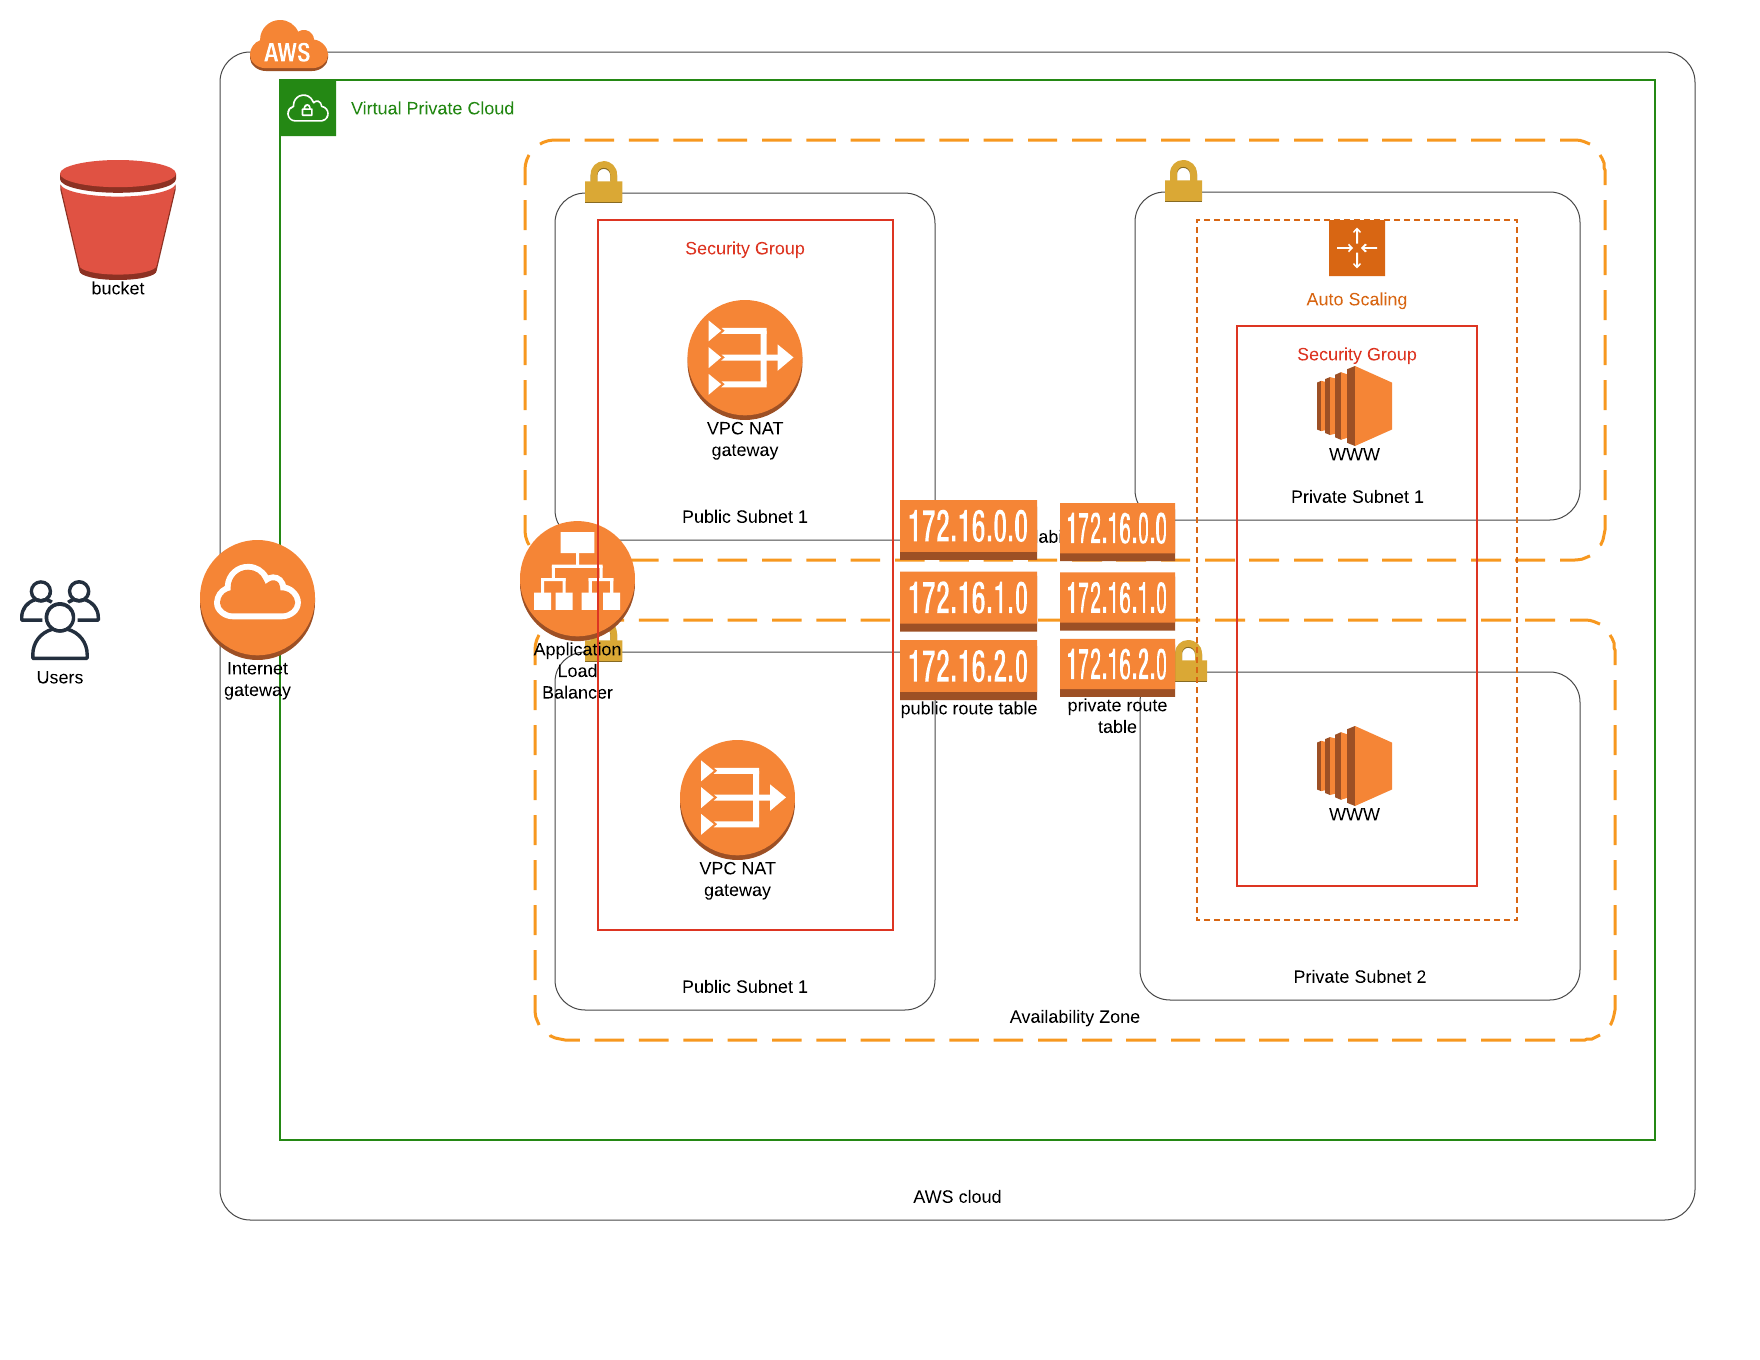 AWS
Virtual Private Cloud
bucket
Security Group
Auto Scaling
Security Group
VPC NAT
gateway
WWW
Private Subnet 1
Public Subnet 1
172.16.0.0
172.16.1.0
172.16.2.0
public route table
172.16.0.0
172.16.1.0
172.16.2.0
private route
table
Users
Internet
gateway
Application
Load
Balancer
VPC NAT
gateway
WWW
Public Subnet 1
Private Subnet 2
Availability Zone
AWS cloud